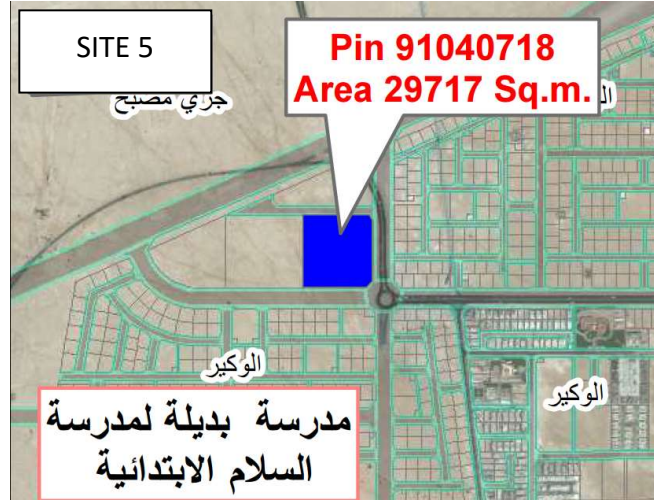 SITE 5
Pin 91040718
Area 29717 Sq.m.
جري مصبح
الوكير
الوكير
مدرسة بديلة لمدرسة
السلام الابتدائية